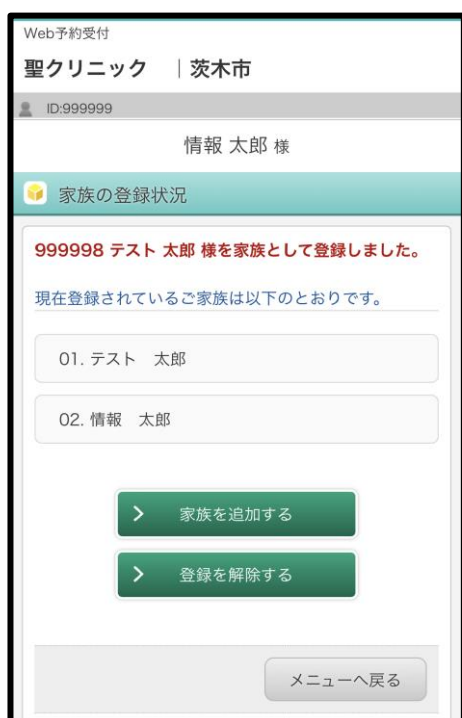 Web予約受付
聖クリニック ｜茨木市
ID:999999
情報 太郎 様
家族の登録状況
999998 テスト 太郎 様を家族として登録しました。
現在登録されているご家族は以下のとおりです。
01. テスト 太郎
02. 情報 太郎
家族を追加する
登録を解除する
メニューへ戻る